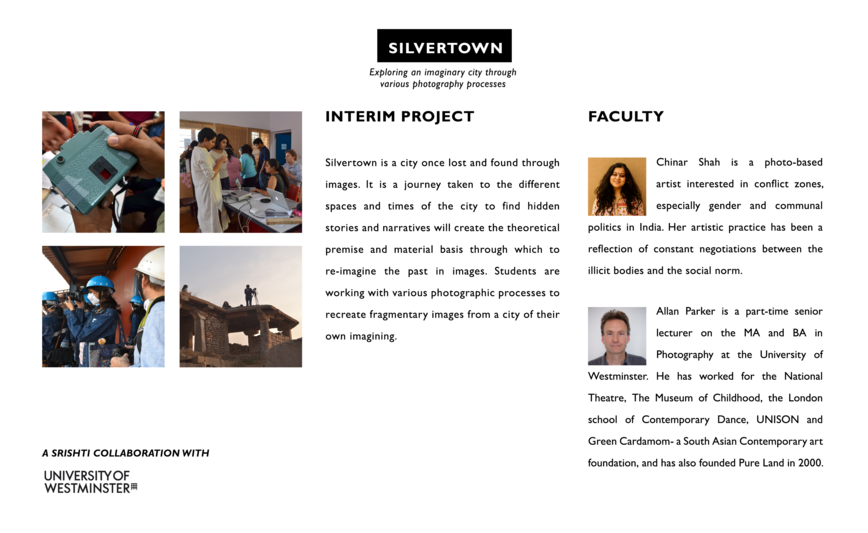 SILVERTOWN
Exploring an imaginary city through
various photography processes
INTERIM PROJECT
Silvertown is a city once lost and found through
images. It is a journey taken to the different
spaces and times of the city to find hidden
stories and narratives will create the theoretical
premise and material basis through which to
re-imagine the past in images. Students are
working with various photographic processes to
recreate fragmentary images from a city of their
own imagining.
FACULTY
Chinar Shah is a photo-based
artist interested in conflict zones,
especially gender and communal
politics in India. Her artistic practice has been a
reflection of constant negotiations between the
illicit bodies and the social norm.
Allan Parker is a part-time senior
lecturer on the MA and BA in
Photography at the University of
Westminster. He has worked for the National
Theatre, The Museum of Childhood, the London
school of Contemporary Dance, UNISON and
Green Cardamom- a South Asian Contemporary art
foundation, and has also founded Pure Land in 2000.
A SRISHTI COLLABORATION WITH
UNIVERSITY OF
WESTMINSTER